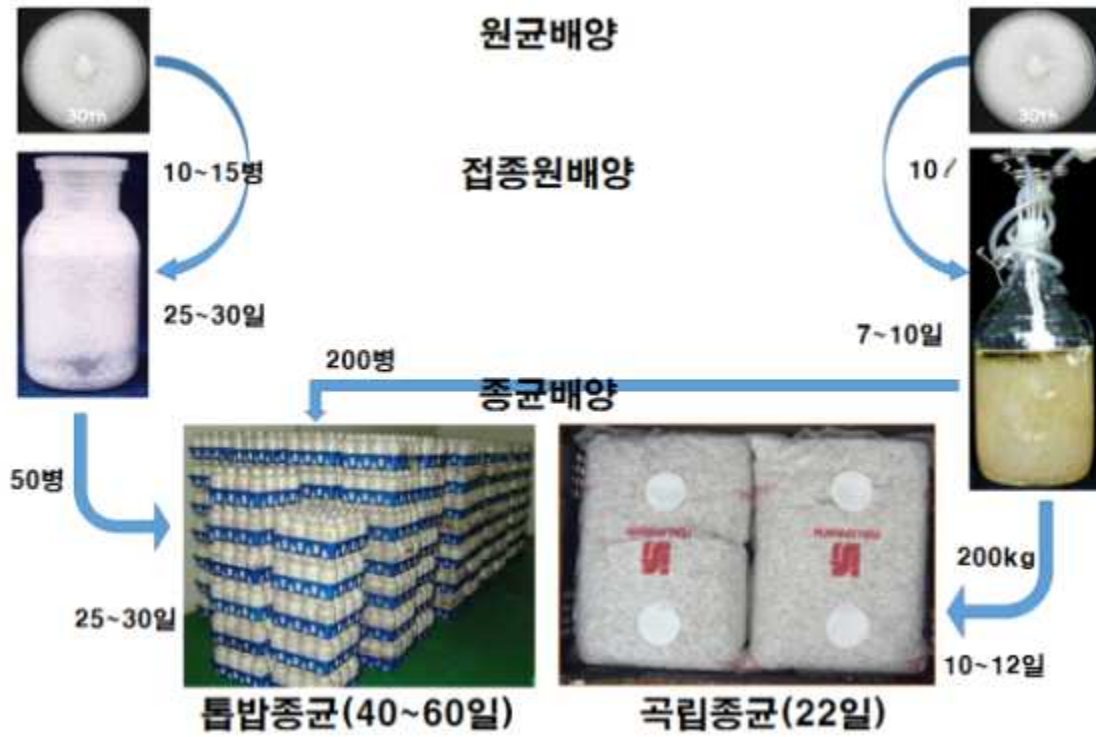 원균배양
30th
30th
10~15병
접종원배양
10ℓ
25~30일
7~10일
200병
종균배양
50병
200kg
25~30일
10~12일
톱밥종균(40~60일)
곡립종균(22일)